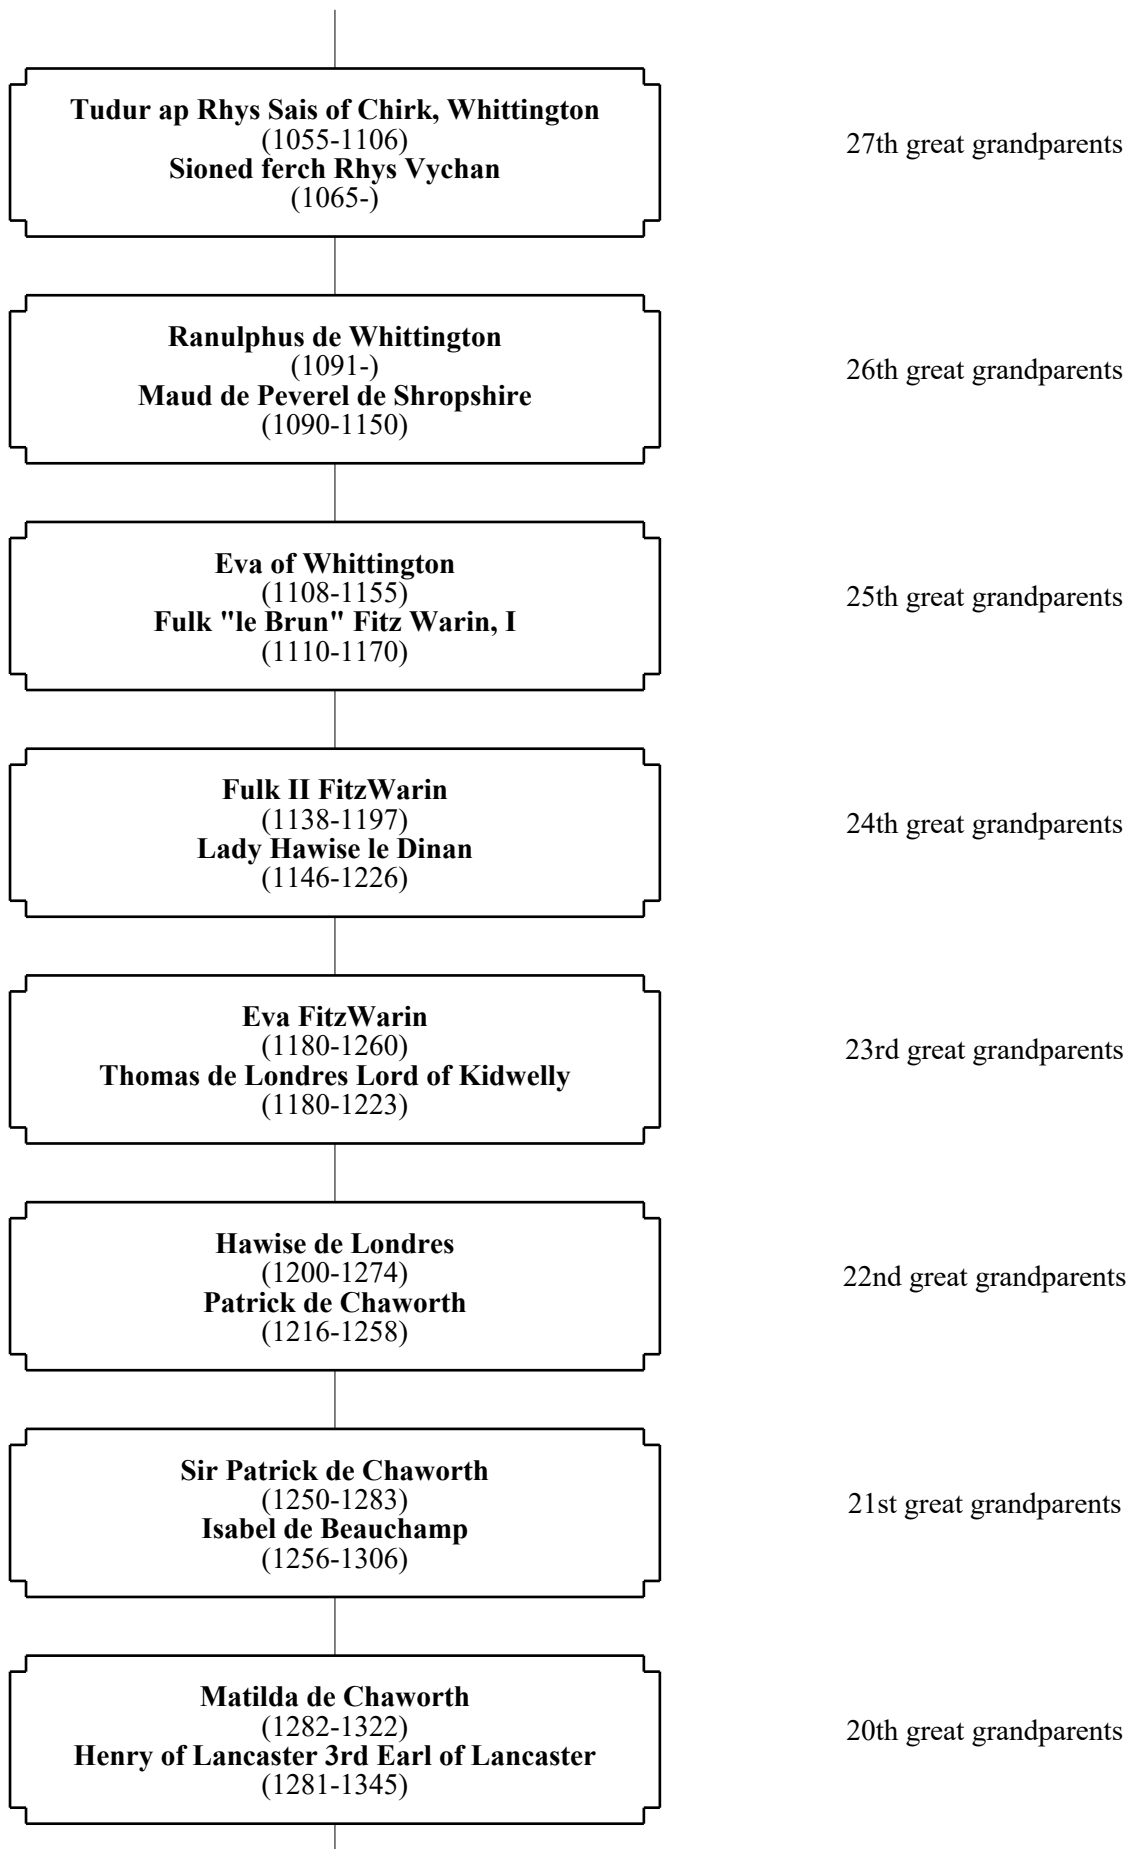 Tudur ap Rhys Sais of Chirk, Whittington
(1055-1106)
Sioned ferch Rhys Vychan
(1065-)
27th great grandparents
Ranulphus de Whittington
(1091-)
Maud de Peverel de Shropshire
(1090-1150)
26th great grandparents
Eva of Whittington
(1108-1155)
Fulk "le Brun" Fitz Warin, I
(1110-1170)
25th great grandparents
Fulk II FitzWarin
(1138-1197)
Lady Hawise le Dinan
(1146-1226)
24th great grandparents
Eva FitzWarin
(1180-1260)
Thomas de Londres Lord of Kidwelly
(1180-1223)
23rd great grandparents
Hawise de Londres
(1200-1274)
Patrick de Chaworth
(1216-1258)
22nd great grandparents
Sir Patrick de Chaworth
(1250-1283)
Isabel de Beauchamp
(1256-1306)
21st great grandparents
Matilda de Chaworth
(1282-1322)
Henry of Lancaster 3rd Earl of Lancaster
(1281-1345)
20th great grandparents